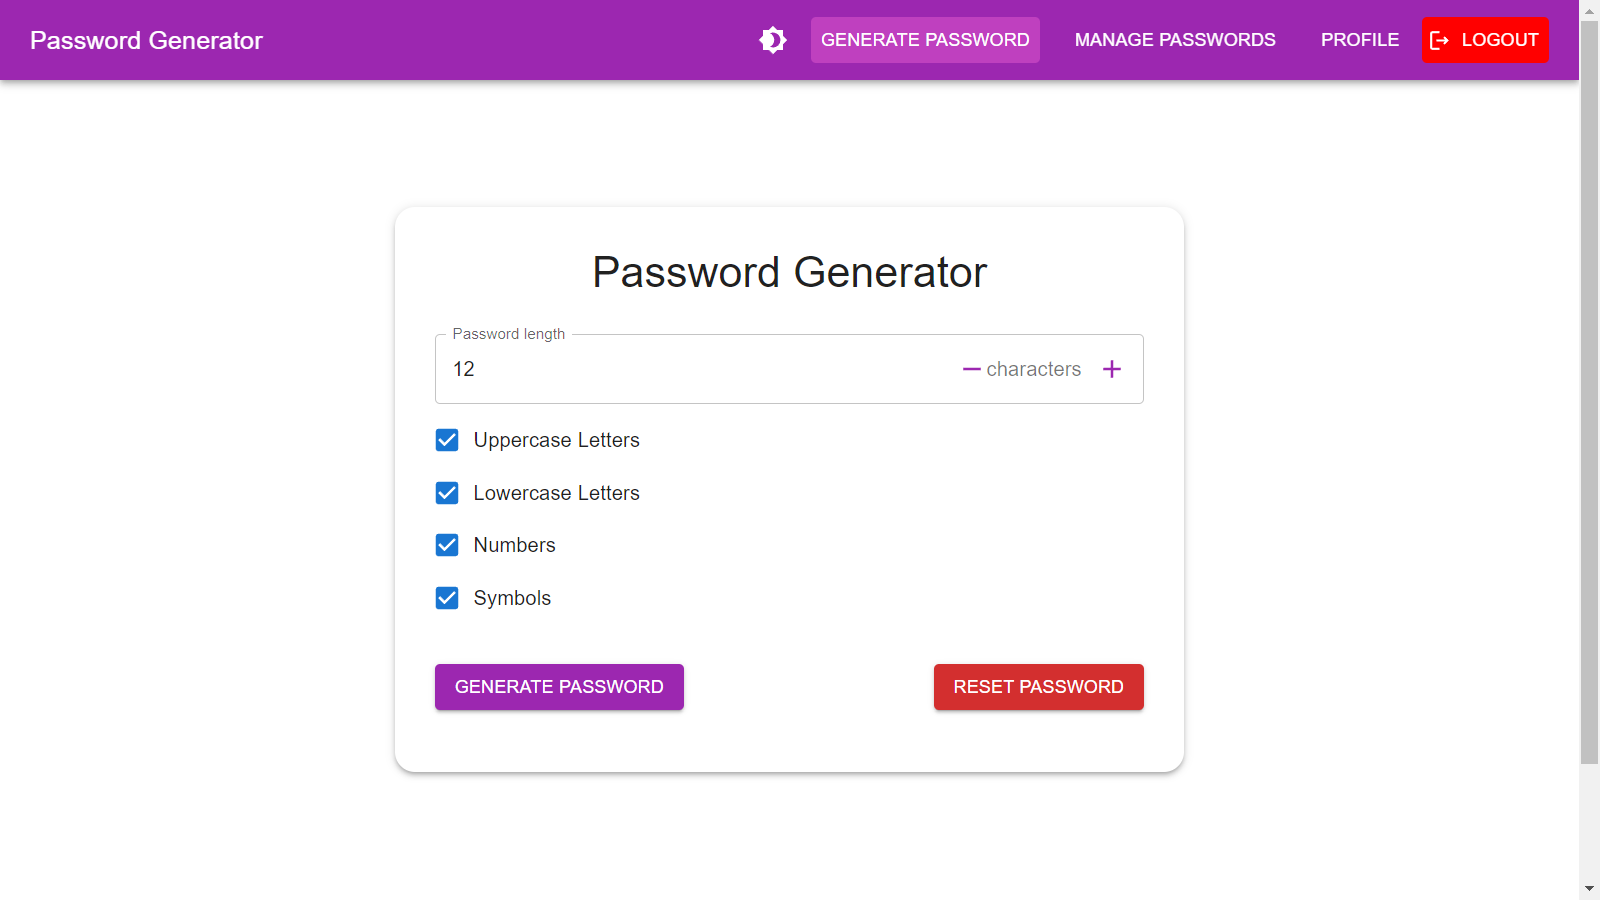 Password Generator
GENERATE PASSWORD
MANAGE PASSWORDS
PROFILE
LOGOUT
Password Generator
Password length
12
characters
Uppercase Letters
Lowercase Letters
Numbers
Symbols
GENERATE PASSWORD
RESET PASSWORD